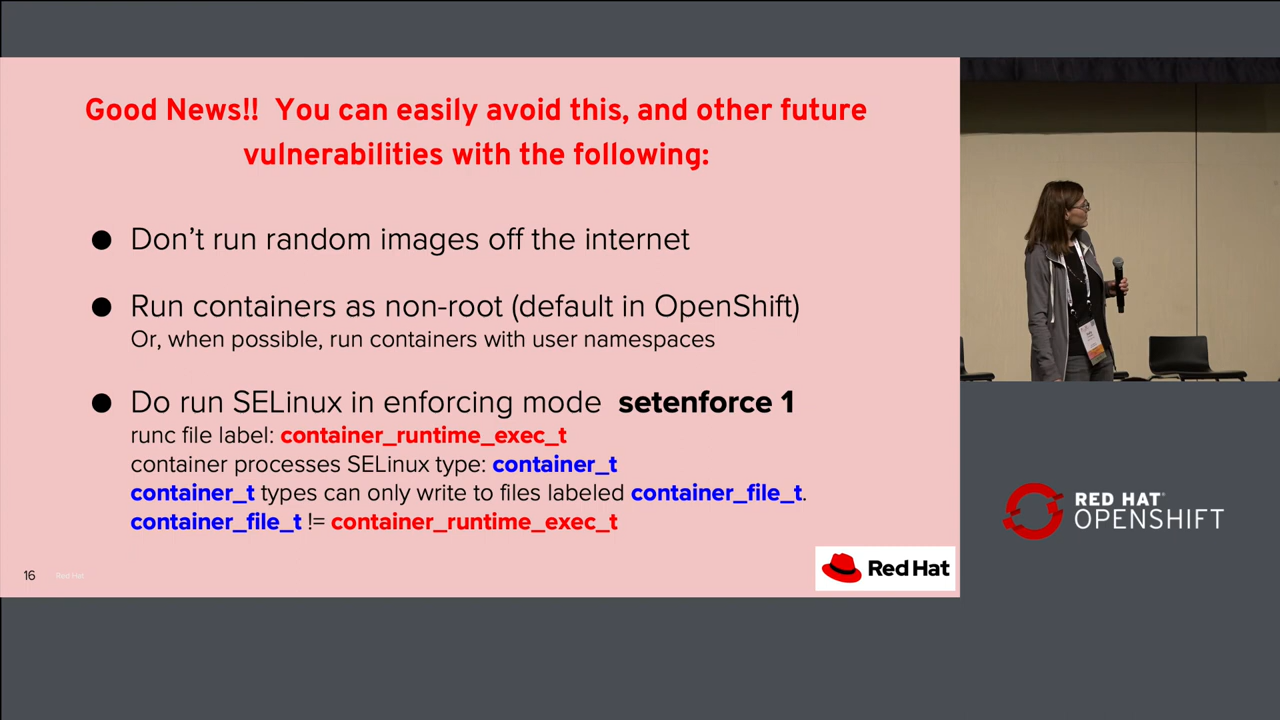 Good News!!  You can easily avoid this, and other future
vulnerabilities with the following:
● Don't run random images off the internet
● Run containers as non-root (default in OpenShift)
Or, when possible, run containers with user namespaces
● Do run SELinux in enforcing mode  setenforce 1
runc file label: container_runtime_exec_t
container processes SELinux type: container_t
container_t types can only write to files labeled container_file_t.
container_file_t != container_runtime_exec_t
16 Red Hat
Red Hat
RED HAT®
OPENSHIFT